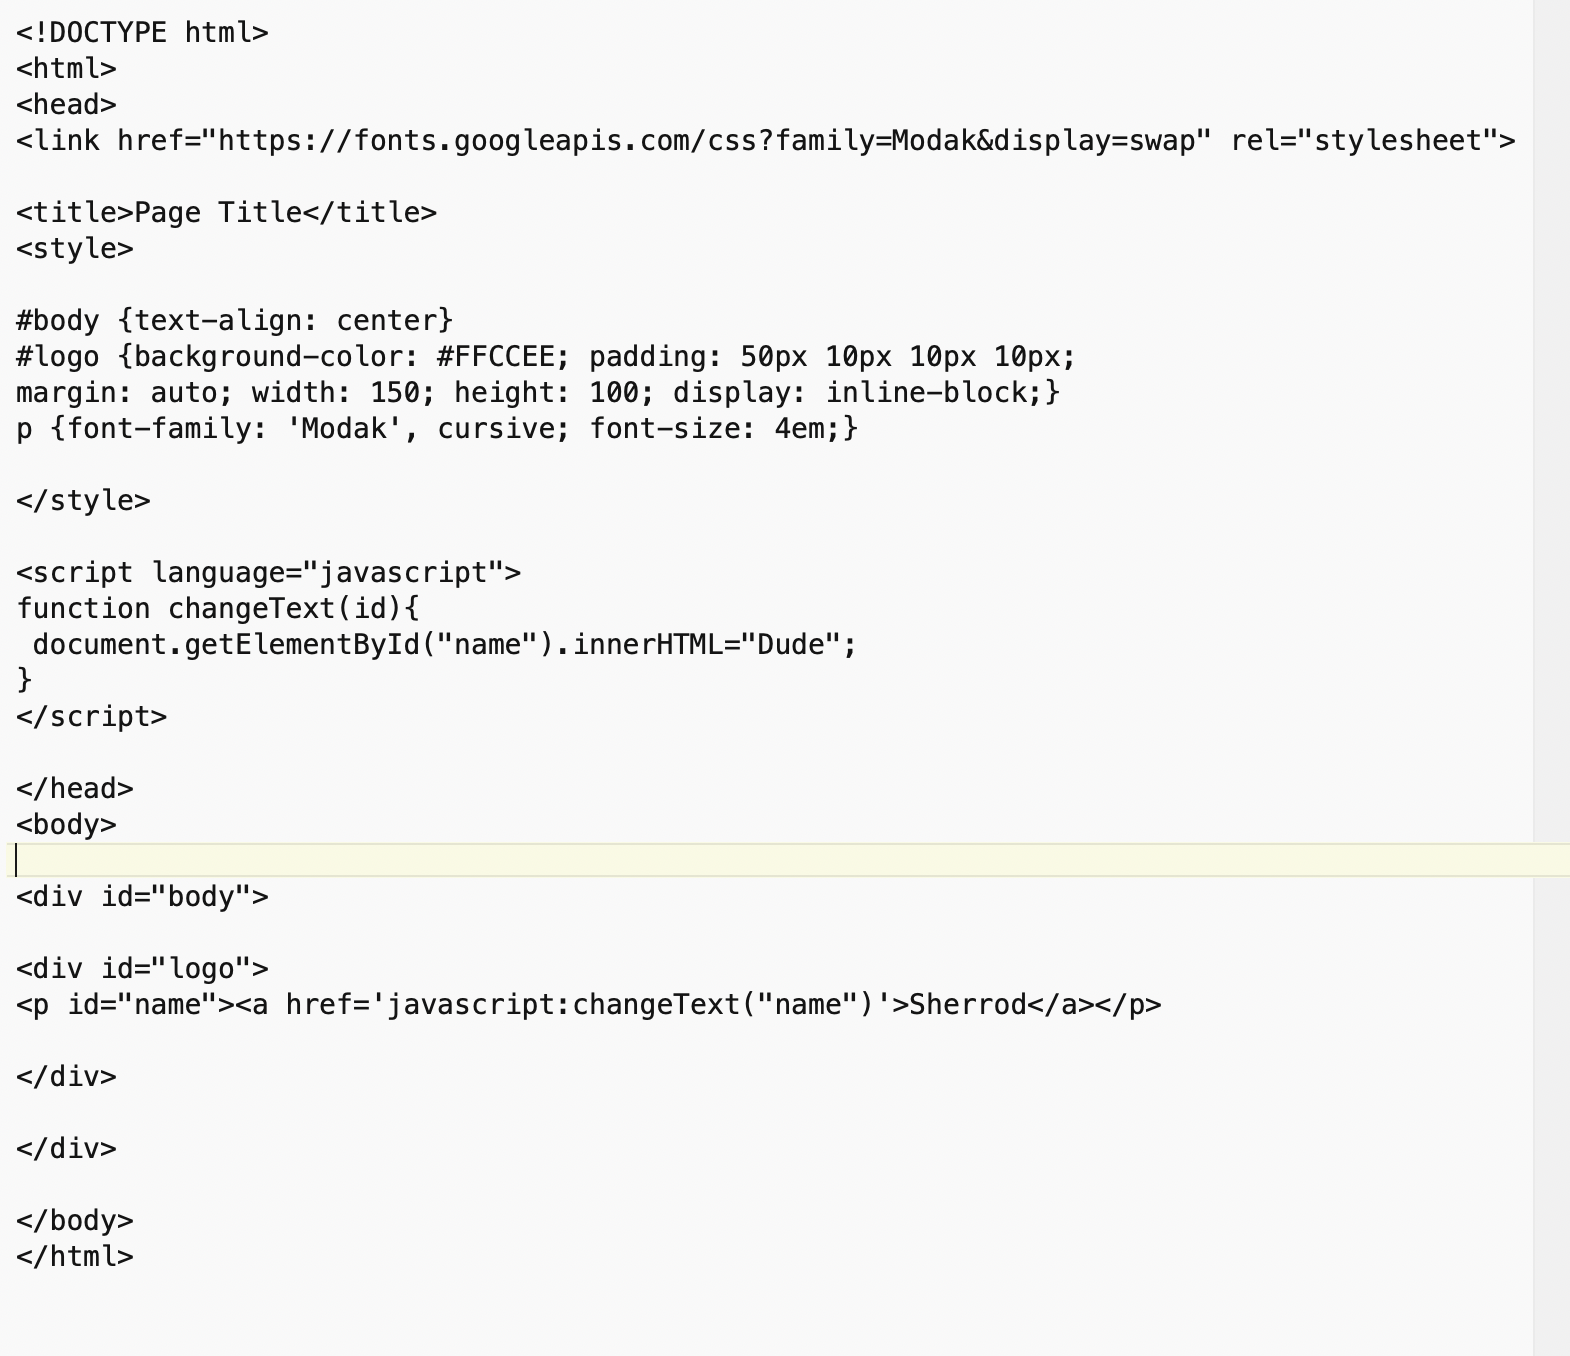 <!DOCTYPE html>
<html>
<head>
<link href="https://fonts.googleapis.com/css?family=Modak&display=swap" rel="stylesheet">
<title>Page Title</title>
<style>
#body {text-align: center}
#logo {background-color: #FFCCEE; padding: 50px 10px 10px 10px;
margin: auto; width: 150; height: 100; display: inline-block;}
p {font-family: 'Modak', cursive; font-size: 4em;}
</style>
<script language="javascript">
function changeText(id){
 document.getElementById("name").innerHTML="Dude";
}
</script>
</head>
<body>
<div id="body">
<div id="logo">
<p id="name"><a href='javascript:changeText("name")'>Sherrod</a></p>
</div>
</div>
</body>
</html>